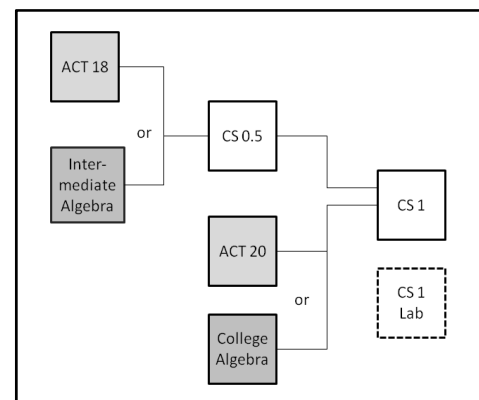 ACT 18
or
Inter-
mediate
Algebra
CS 0.5
ACT 20
or
College
Algebra
CS 1
CS 1
Lab